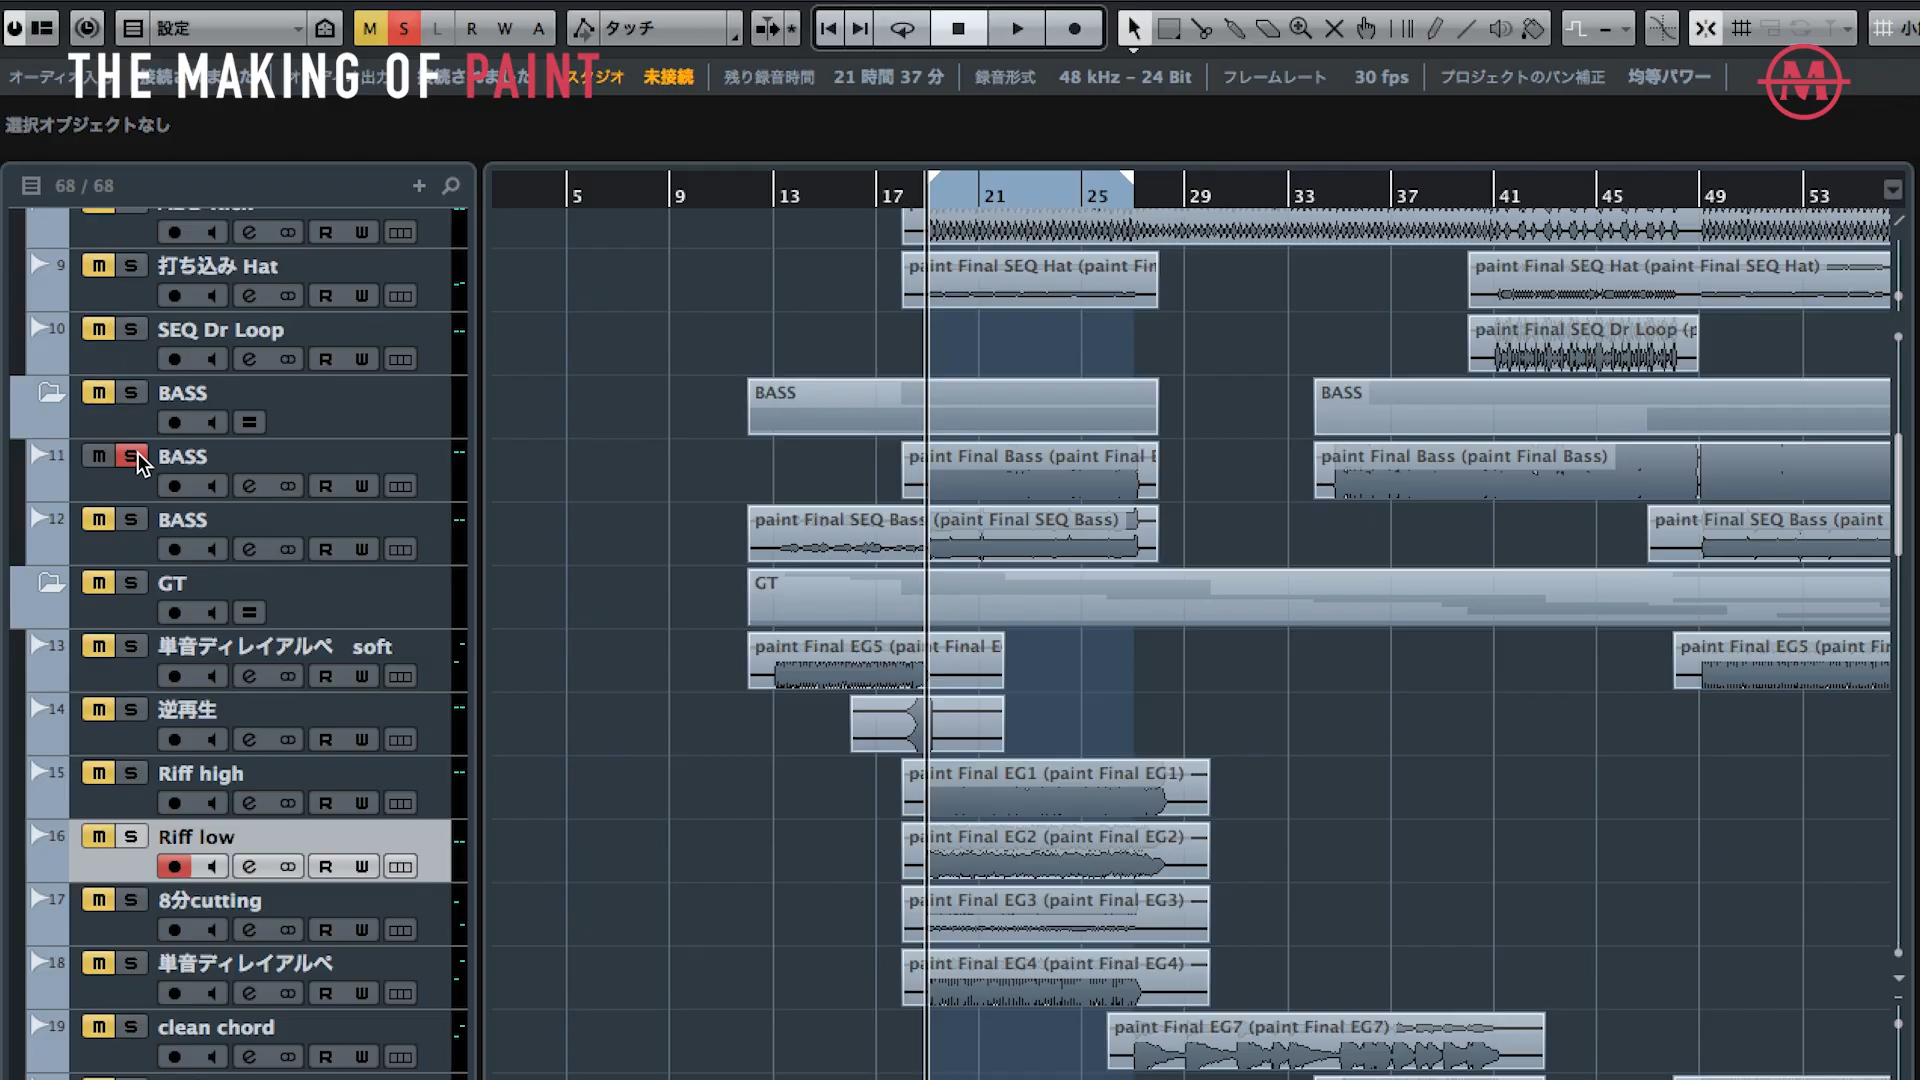 設定
M S L R W A
タッチ
THE MAKING OF PAINT
スタジオ 未接続 残り録音時間 21 時間 37 分 録音形式 48 kHz – 24 Bit フレームレート 30 fps プロジェクトのパン補正 均等パワー
選択オブジェクトなし
68 / 68
5 9 13 17 21 25 29 33 37 41 45 49 53
9 m S 打ち込み Hat
paint Final SEQ Hat (paint Fin
paint Final SEQ Hat (paint Final SEQ Hat)
10 m S SEQ Dr Loop
paint Final SEQ Dr Loop (p
m S BASS
BASS
BASS
11 m S BASS
paint Final Bass (paint Final B
paint Final Bass (paint Final Bass)
12 m S BASS
paint Final SEQ Bass (paint Final SEQ Bass)
paint Final SEQ Bass (paint
m S GT
GT
13 m S 単音ディレイアルペ soft
paint Final EG5 (paint Final E
paint Final EG5 (paint Fin
14 m S 逆再生
15 m S Riff high
paint Final EG1 (paint Final EG1)
16 m S Riff low
paint Final EG2 (paint Final EG2)
17 m S 8分cutting
paint Final EG3 (paint Final EG3)
18 m S 単音ディレイアルペ
paint Final EG4 (paint Final EG4)
19 m S clean chord
paint Final EG7 (paint Final EG7)